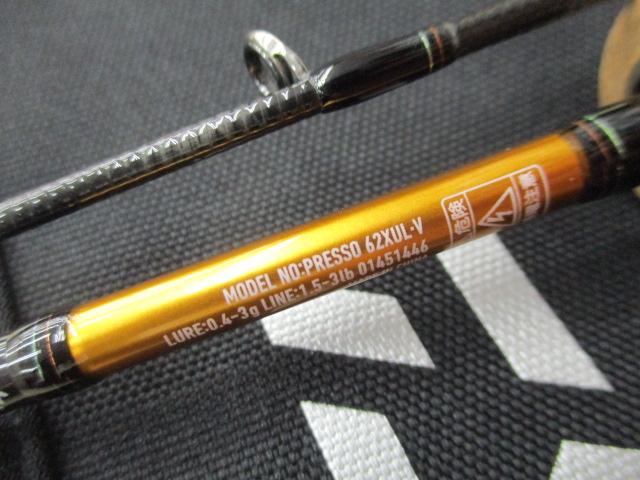 MODEL NO:PRESSO 62XUL·V
LURE:0.4-3g LINE:1.5-3lb 01451446
危険